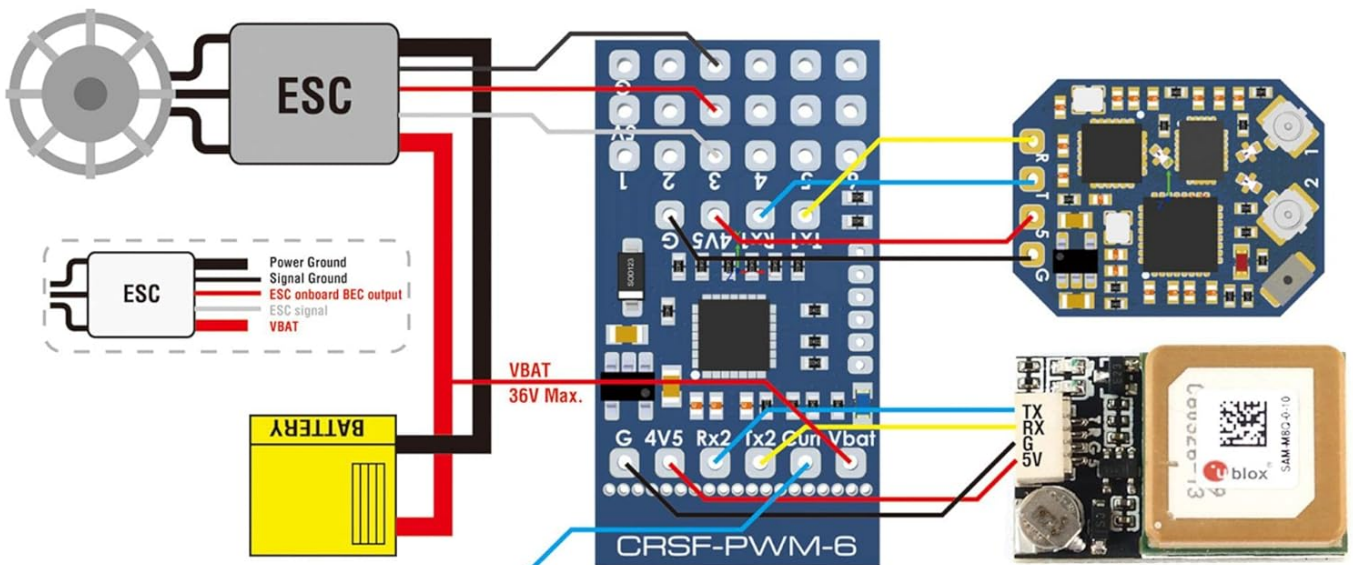 ESC
ESC
Power Ground
Signal Ground
ESC onboard BEC output
ESC signal
VBAT
VBAT
36V Max.
BATTERY
G
5V
1
2
3
4
5
6
G
4V5
Rx1
Tx1
SOD123
G
4V5
Rx2
Tx2
Curr
Vbat
CRSF-PWM-6
R
T
5
G
1
2
TX
RX
G
5V
blox
SAM-M8Q-0-10